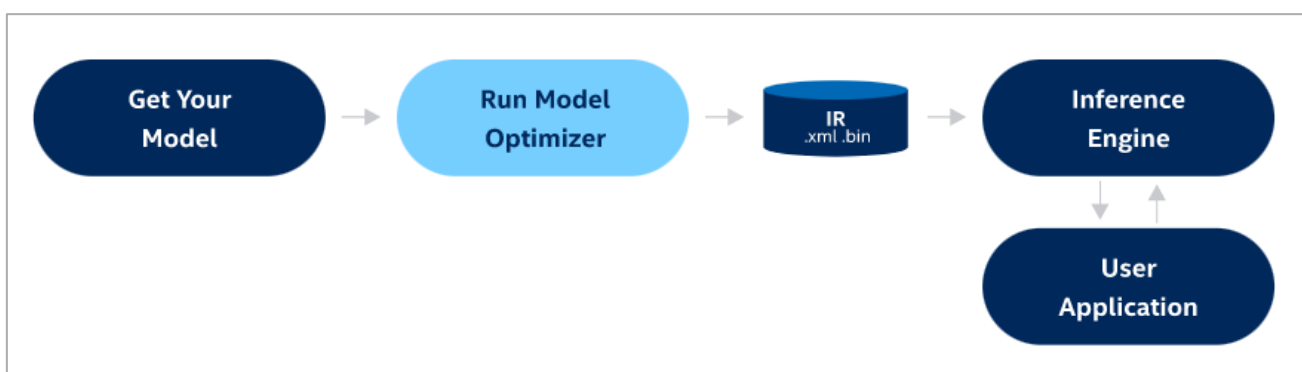 Get Your
Model
Run Model
Optimizer
IR
.xml .bin
Inference
Engine
User
Application